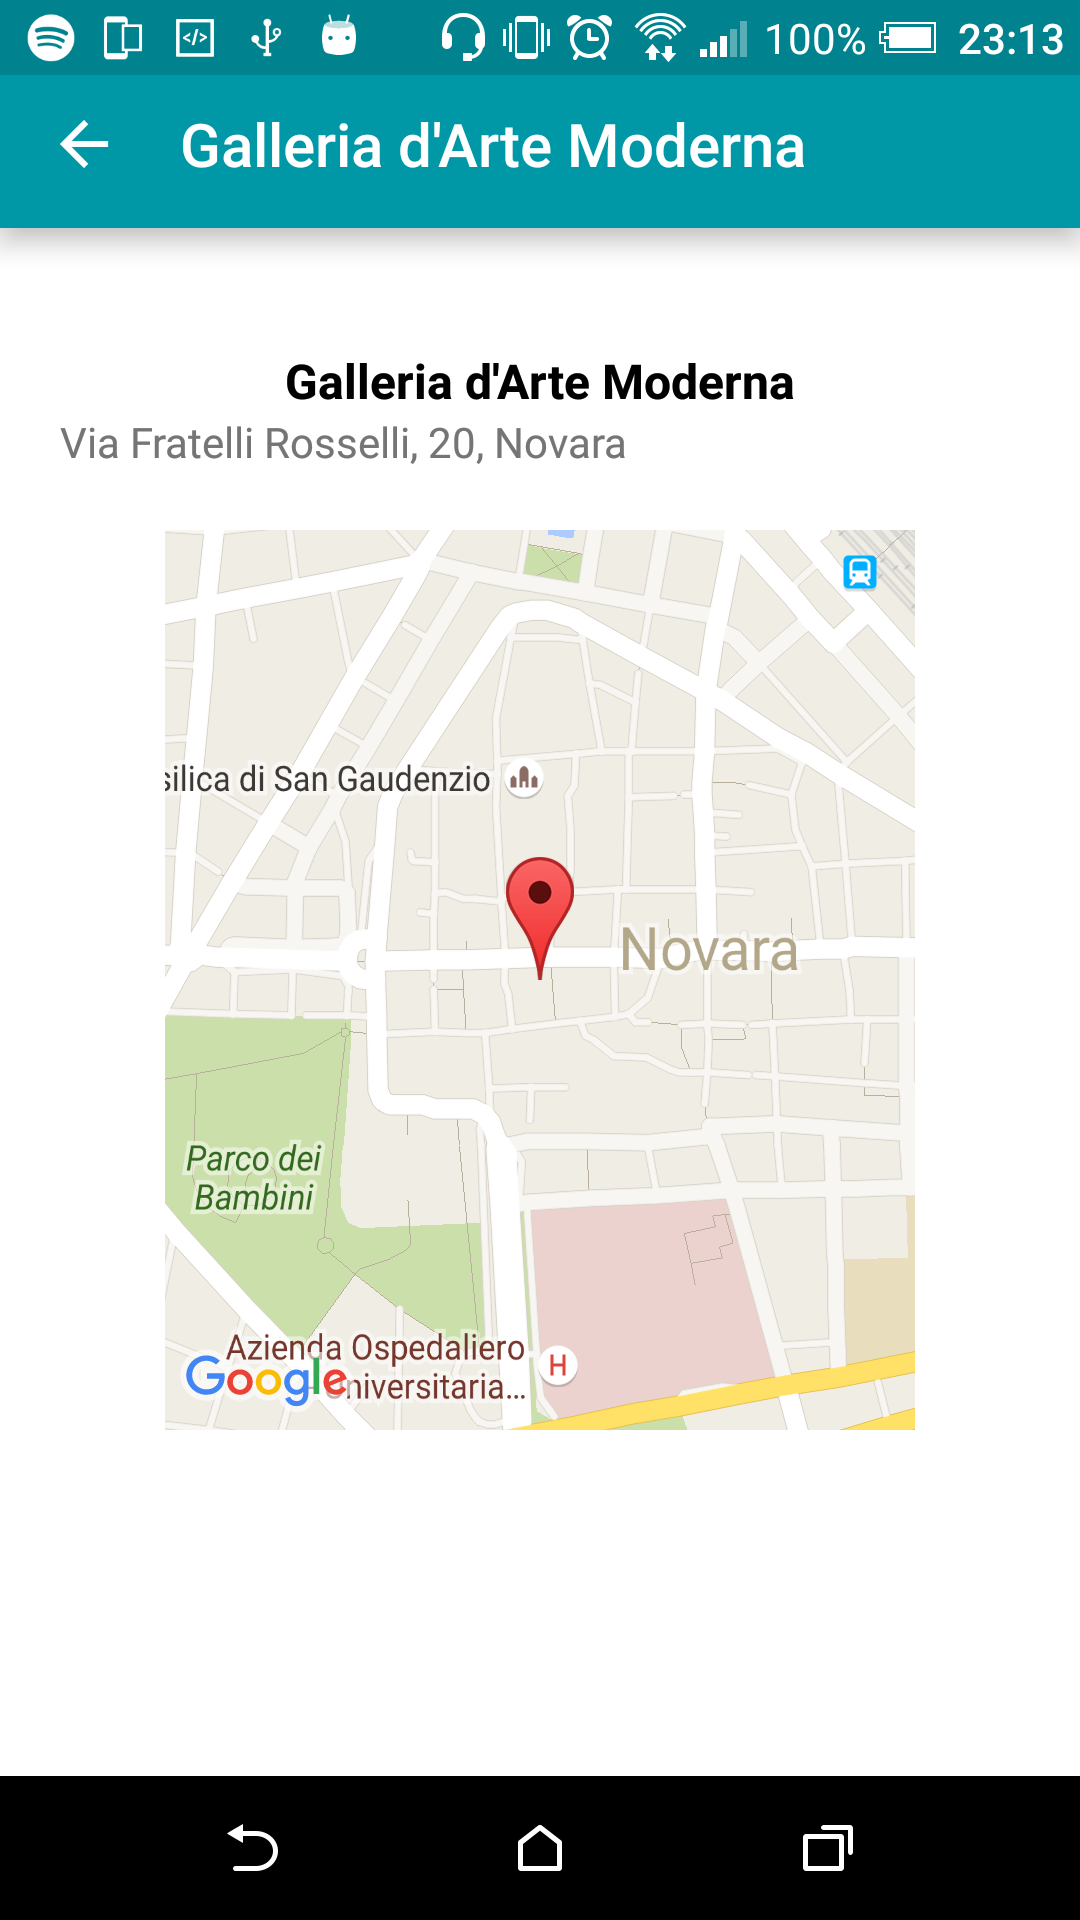 100% 23:13
Galleria d'Arte Moderna
Galleria d'Arte Moderna
Via Fratelli Rosselli, 20, Novara
silica di San Gaudenzio
Novara
Parco dei
Bambini
Azienda Ospedaliero
niversitaria...
H
Google